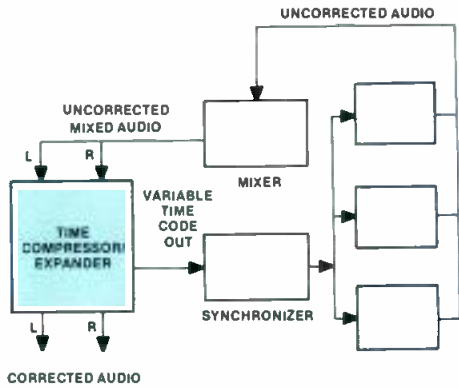 UNCORRECTED AUDIO
UNCORRECTED
MIXED AUDIO
L
R
MIXER
VARIABLE
TIME
CODE
OUT
TIME
COMPRESSOR/
EXPANDER
SYNCHRONIZER
L
R
CORRECTED AUDIO